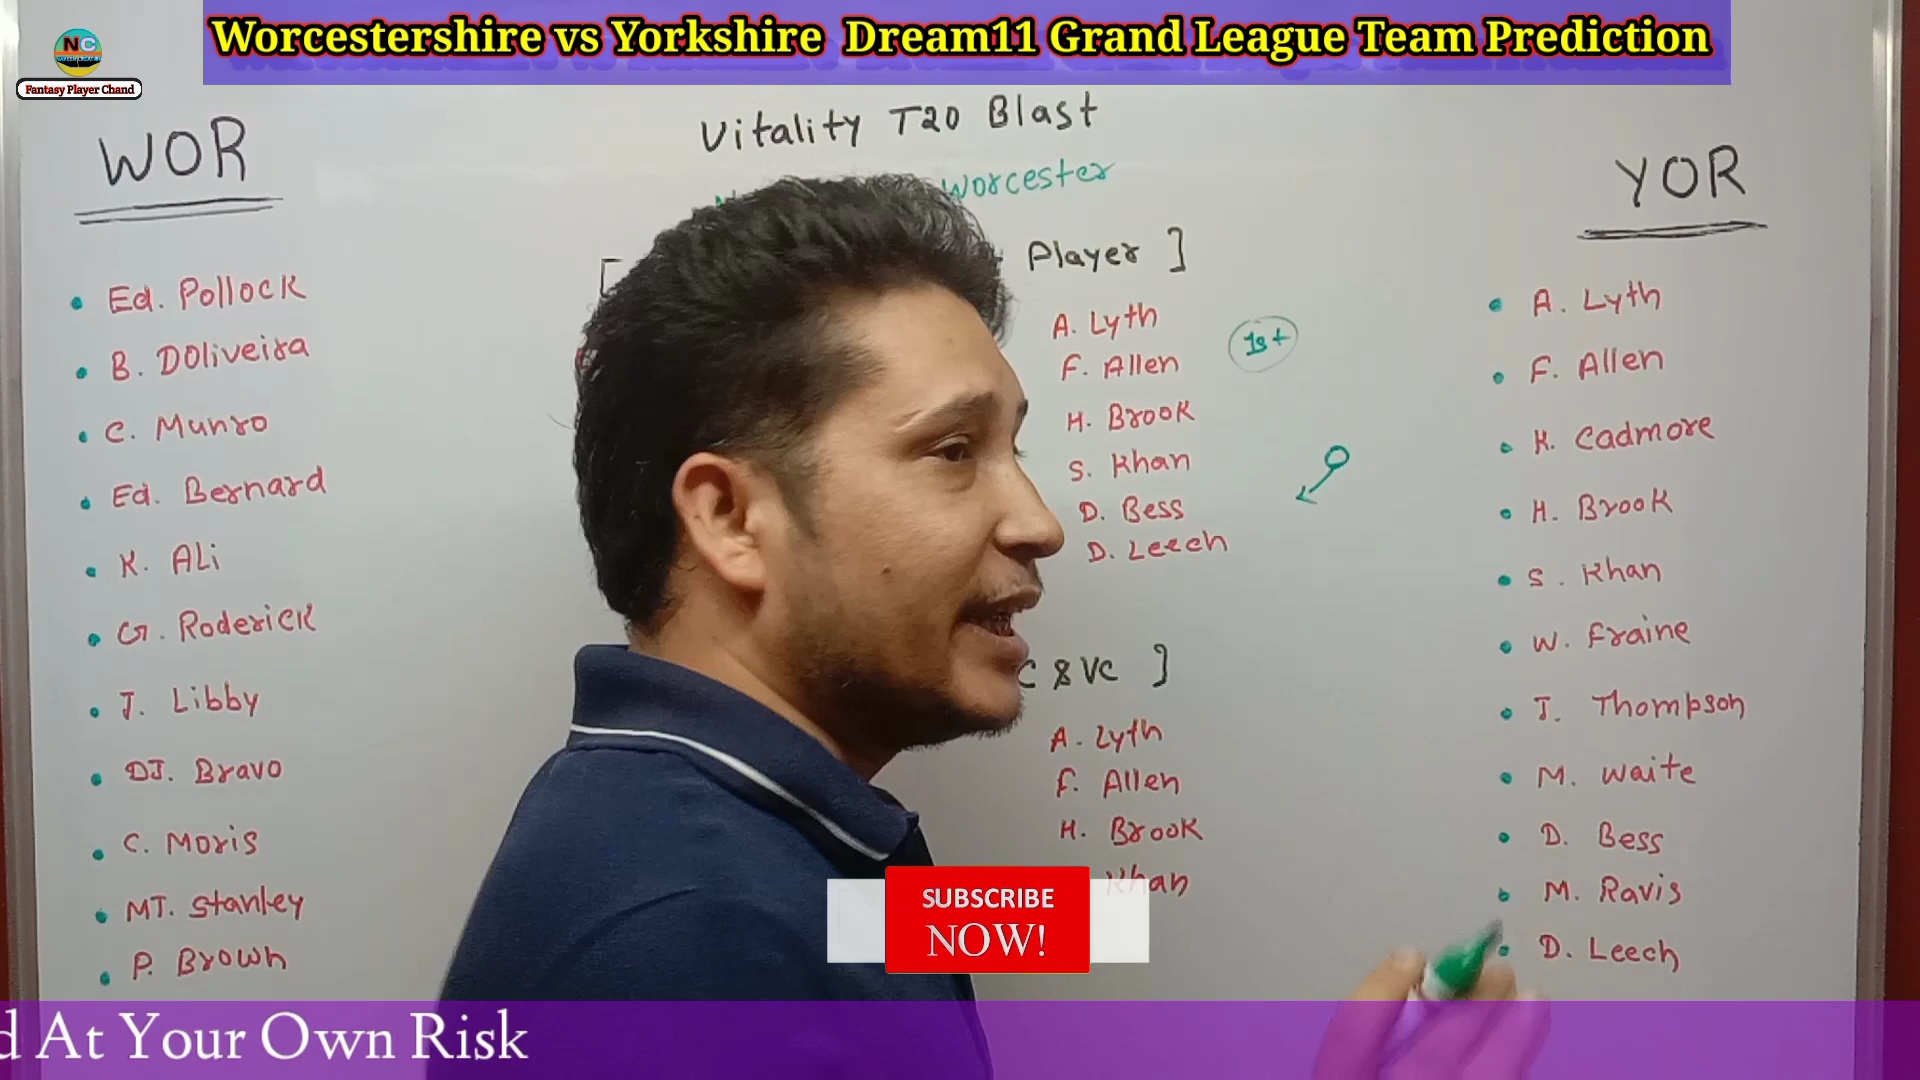 Worcestershire vs Yorkshire Dream11 Grand League Team Prediction
NC
Fantasy Player Chand
Vitality T20 Blast
Worcester
WOR
Ed. Pollock
B. DOliveira
C. Munro
Ed. Bernard
K. ALi
G. Roderick
J. Libby
DJ. Bravo
C. Moris
MT. Stanley
P. Brown
Player ]
A. Lyth
F. Allen
H. Brook
S. Khan
D. Bess
D. Leech
1st
C & VC ]
A. Lyth
F. Allen
H. Brook
Khan
YOR
A. Lyth
F. Allen
K. Cadmore
H. Brook
S. Khan
W. Fraine
J. Thompson
M. Waite
D. Bess
M. Ravis
D. Leech
SUBSCRIBE
NOW!
At Your Own Risk